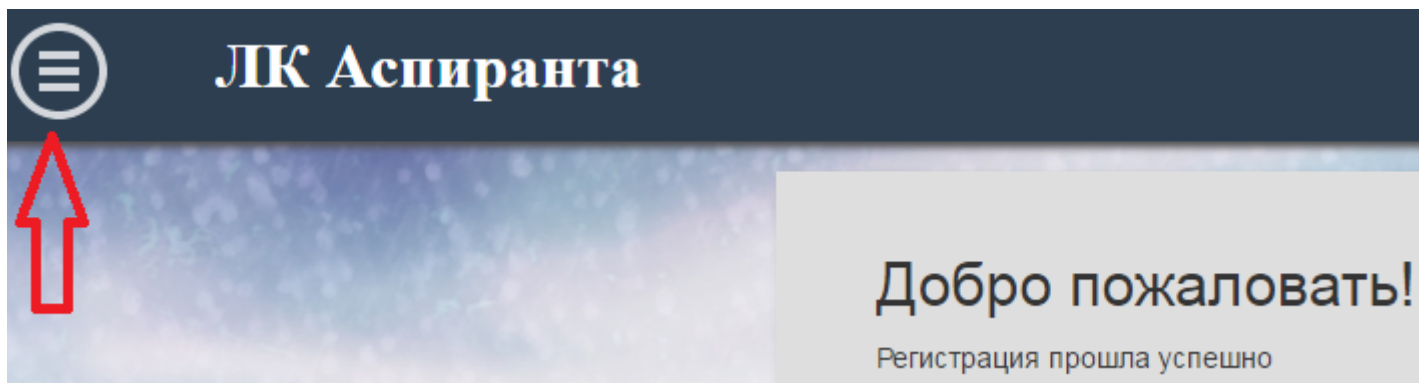 ЛК Аспиранта
Добро пожаловать!
Регистрация прошла успешно